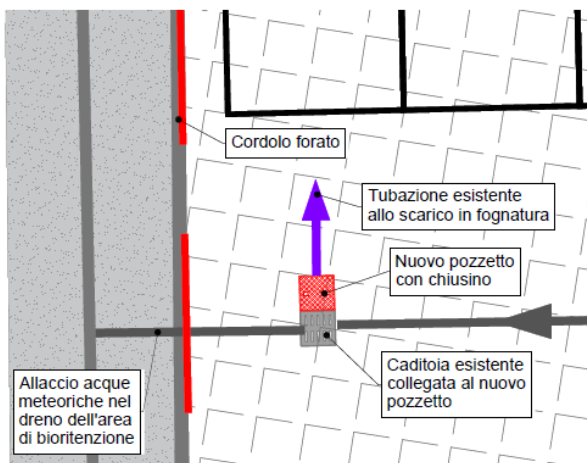 Cordolo forato
Tubazione esistente
allo scarico in fognatura
Nuovo pozzetto
con chiusino
Allaccio acque
meteoriche nel
dreno dell'area
di bioritenzione
Caditoia esistente
collegata al nuovo
pozzetto